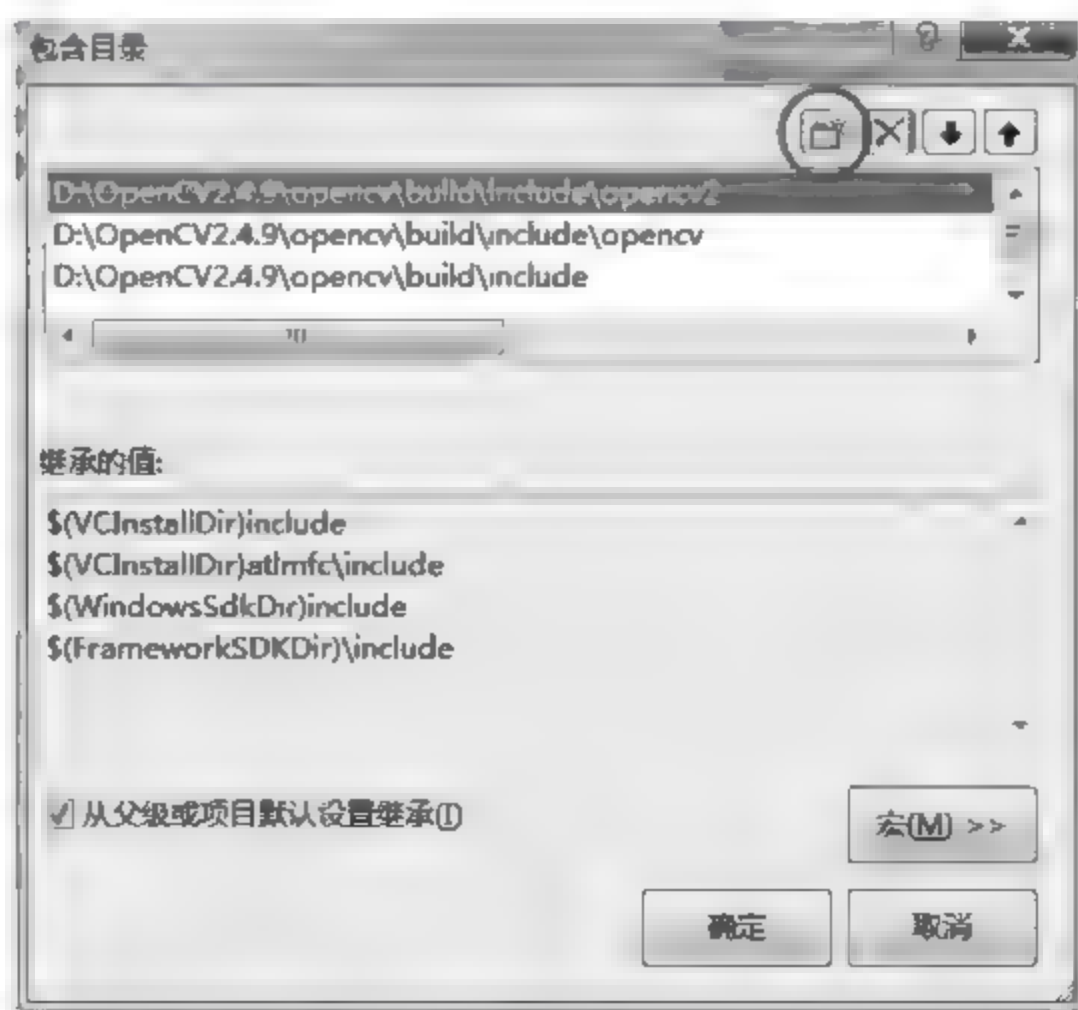 包含目录
D:\OpenCV2.4.9\opencv\build\include\opencv2
D:\OpenCV2.4.9\opencv\build\include\opencv
D:\OpenCV2.4.9\opencv\build\include
继承的值:
$(VCInstallDir)include
$(VCInstallDir)atlmfc\include
$(WindowsSdkDir)include
$(FrameworkSDKDir)\include
从父级或项目默认设置继承(I)
宏(M) >>
确定
取消